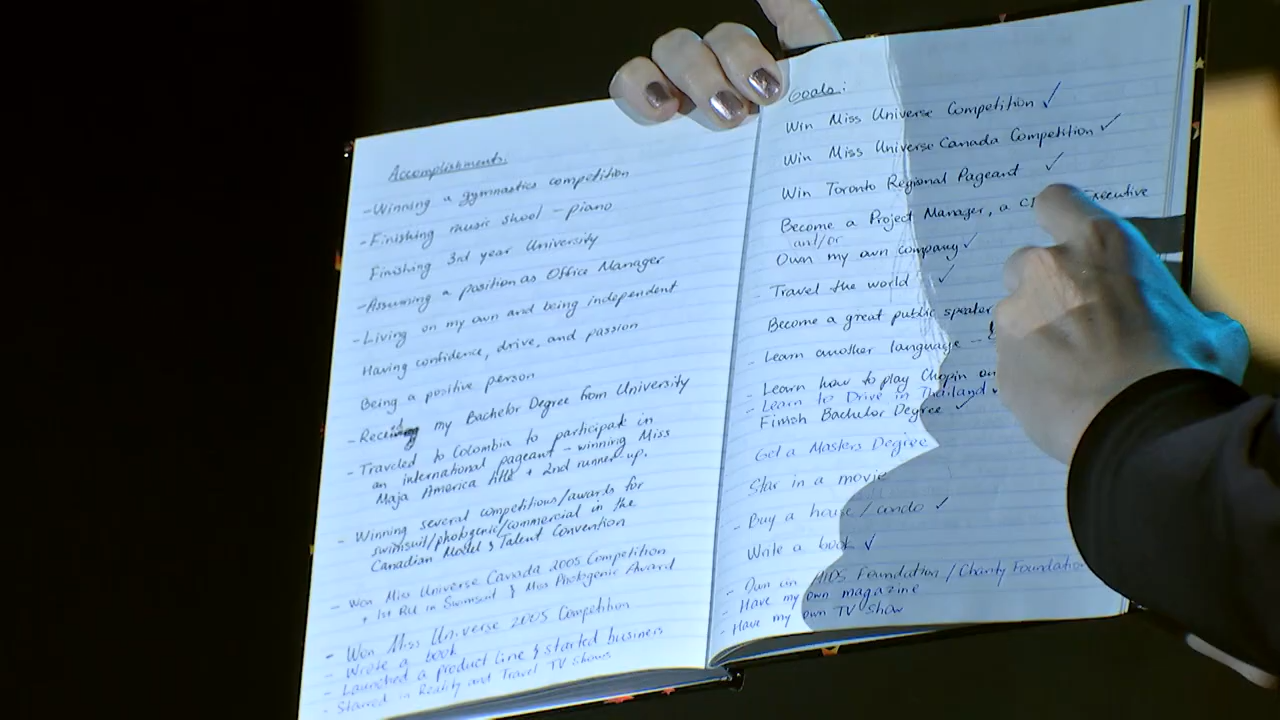 Accomplishments:
- Winning a gymnastics competition
- Finishing music skool - piano
Finishing 3rd year University
- Assuming a position as Office Manager
- Living on my own and being independent
Having confidence, drive, and passion
Being a positive person
- my Bachelor Degree from University
- Traveled to Colombia to participate in
an international pageant - winning Miss
Maja America title + 2nd runner up.
- Winning several competitions/awards for
swimsuit/photogenic/commercial in the
Canadian Model & Talent Convention
- Won Miss Universe Canada 2005 Competition
+ 1st RU in Swimsuit & Miss Photogenic Award
- Won Miss Universe 2005 Competition
- Wrote a book
- Launched a product line & started business
- Starred in Reality and Travel TV Shows
Goals:
Win Miss Universe Competition ✓
Win Miss Universe Canada Competition ✓
Win Toronto Regional Pageant ✓
Become a Project Manager, a Executive
and/or
Own my own company ✓
- Travel the world ✓
Become a great public speaker
- Learn another language -
- Learn how to play Chopin on
- Learn to Drive in Thailand ✓
Finish Bachelor Degree ✓
Get a Masters Degree
Star in a movie
- Buy a house/condo ✓
Write a book ✓
- Own an AIDS Foundation / Charity Foundation
- Have my own magazine
- Have my own TV Show